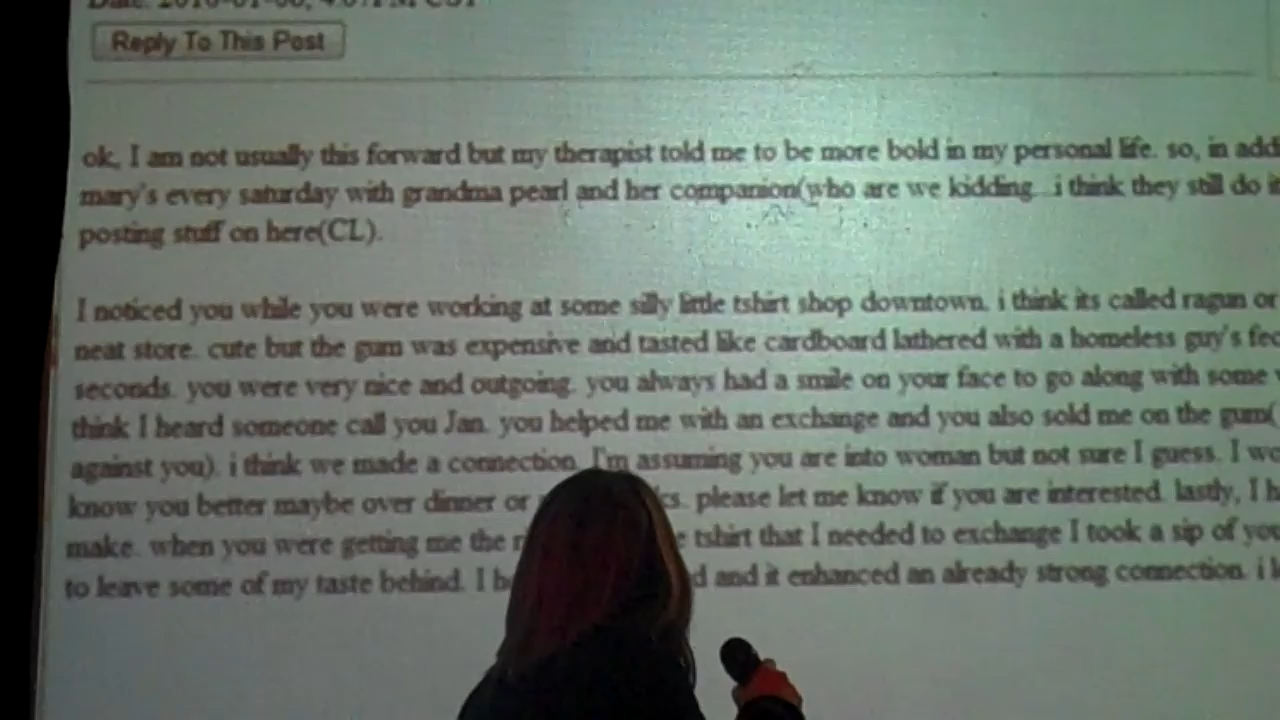 Reply To This Post
ok, I am not usually this forward but my therapist told me to be more bold in my personal life. so, in add
mary's every saturday with grandma pearl and her companion(who are we kidding...i think they still do it
posting stuff on here(CL).
I noticed you while you were working at some silly little tshirt shop downtown. i think its called ragun or
neat store. cute but the gum was expensive and tasted like cardboard lathered with a homeless guy's
seconds. you were very nice and outgoing. you always had a smile on your face to go along with some
think I heard someone call you Jan. you helped me with an exchange and you also sold me on the gum(
against you). i think we made a connection. I'm assuming you are into woman but not sure I guess. I
know you better maybe over dinner or please let me know if you are interested. lastly, I
make. when you were getting me the tshirt that I needed to exchange I took a sip of
to leave some of my taste behind. I and it enhanced an already strong connection. i